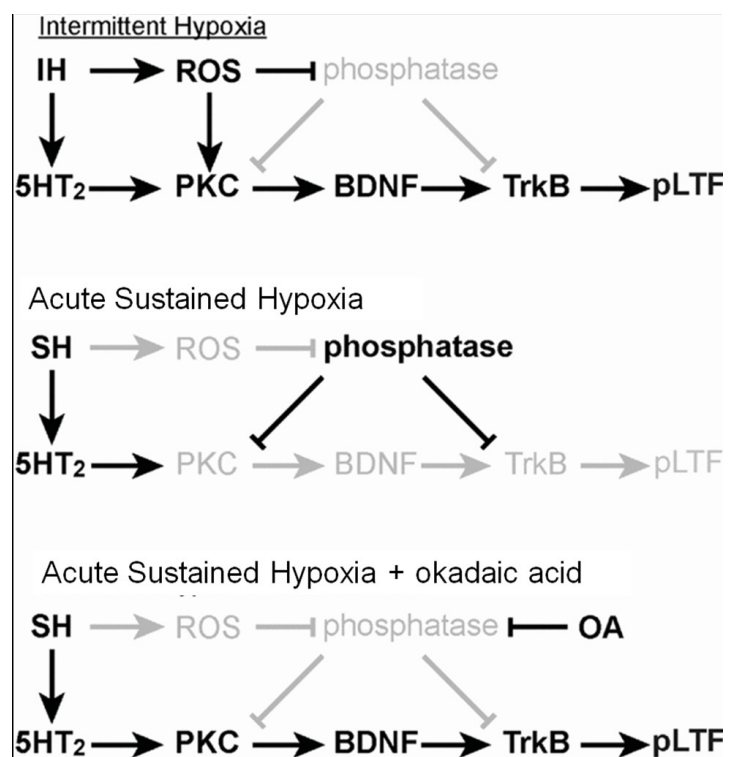 Intermittent Hypoxia
IH ROS phosphatase
5HT2 PKC BDNF TrkB pLTF
Acute Sustained Hypoxia
SH ROS phosphatase
5HT2 PKC BDNF TrkB pLTF
Acute Sustained Hypoxia + okadaic acid
SH ROS phosphatase OA
5HT2 PKC BDNF TrkB pLTF